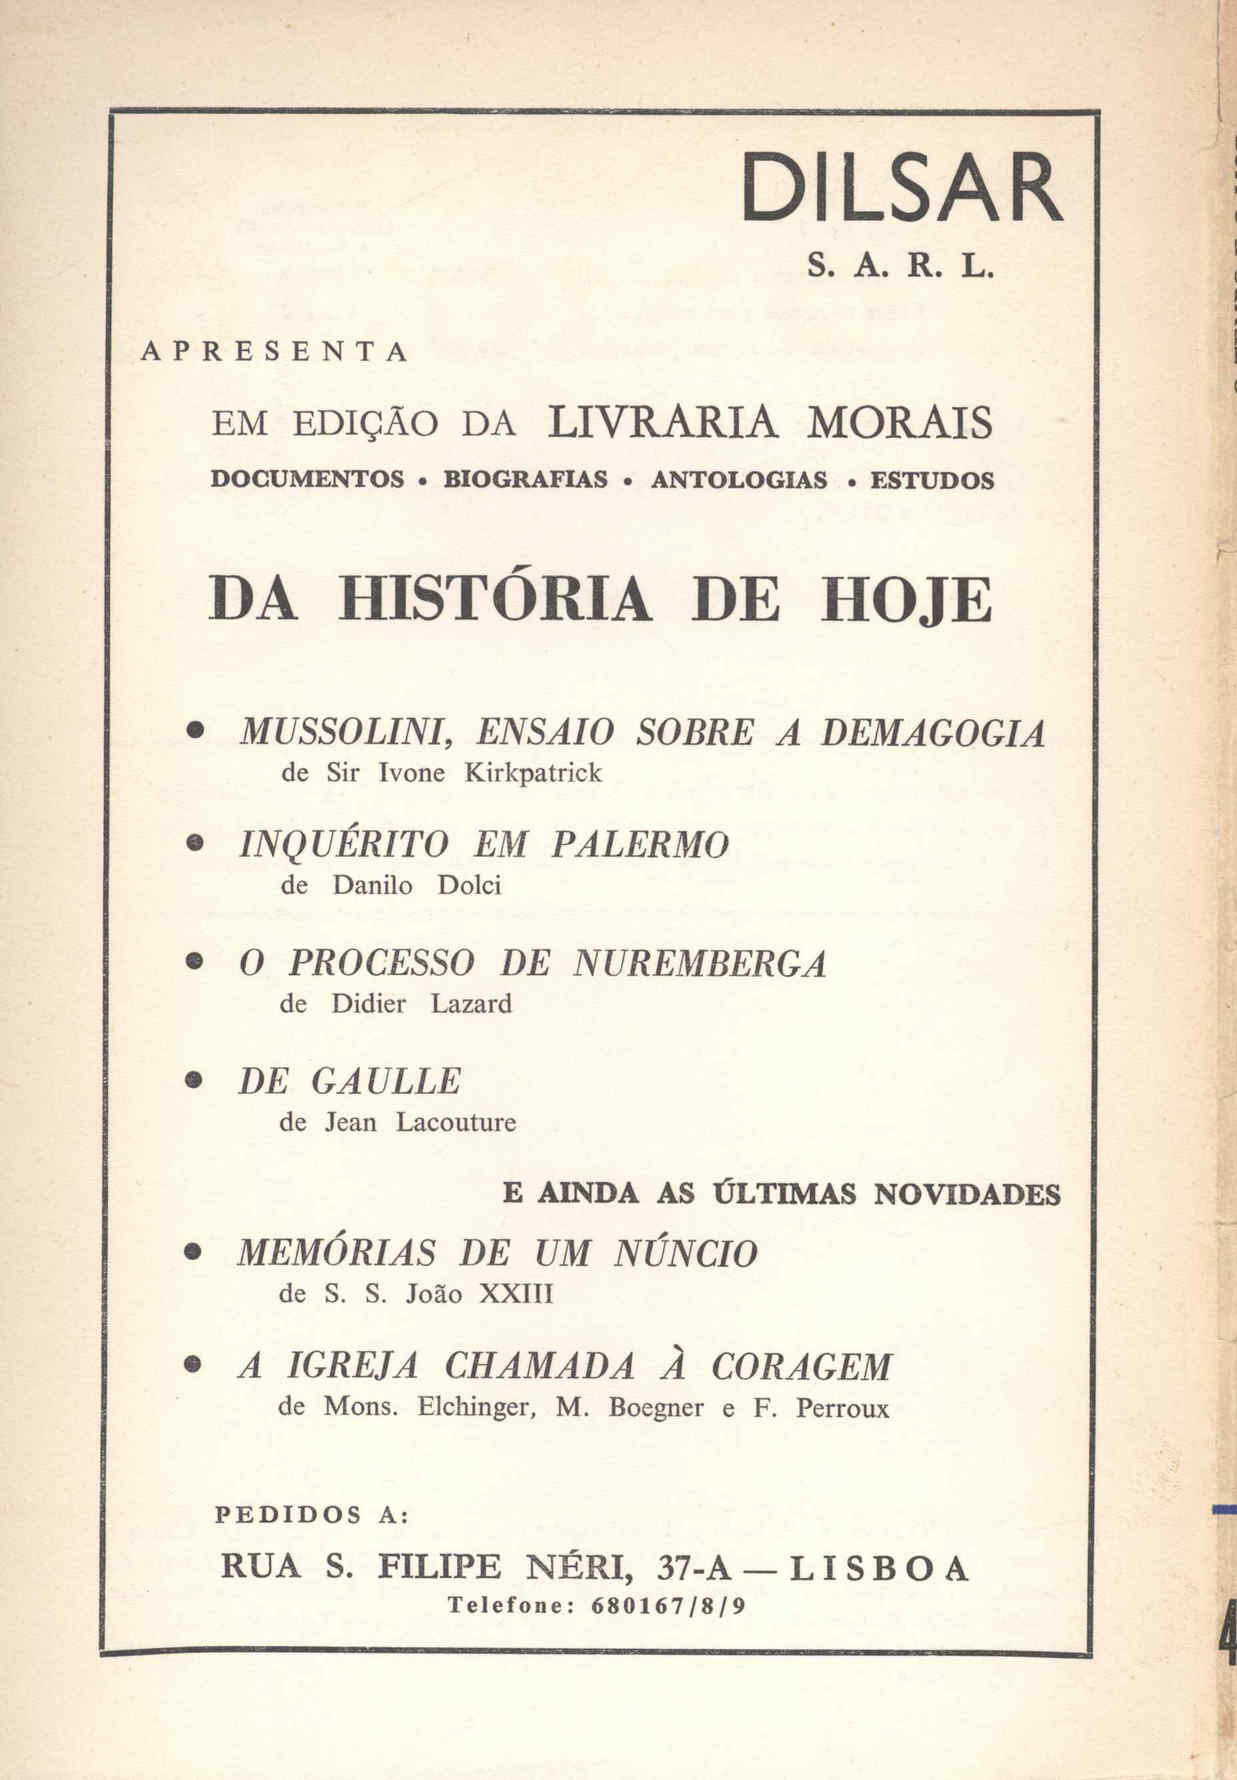 DILSAR
S. A. R. L.
APRESENTA
EM EDIÇÃO DA LIVRARIA MORAIS
DOCUMENTOS • BIOGRAFIAS • ANTOLOGIAS • ESTUDOS
DA HISTÓRIA DE HOJE
• MUSSOLINI, ENSAIO SOBRE A DEMAGOGIA
de Sir Ivone Kirkpatrick
• INQUÉRITO EM PALERMO
de Danilo Dolci
• O PROCESSO DE NUREMBERGA
de Didier Lazard
• DE GAULLE
de Jean Lacouture
E AINDA AS ÚLTIMAS NOVIDADES
• MEMÓRIAS DE UM NÚNCIO
de S. S. João XXIII
• A IGREJA CHAMADA À CORAGEM
de Mons. Elchinger, M. Boegner e F. Perroux
PEDIDOS A:
RUA S. FILIPE NÉRI, 37-A — LISBOA
Telefone: 680167/8/9